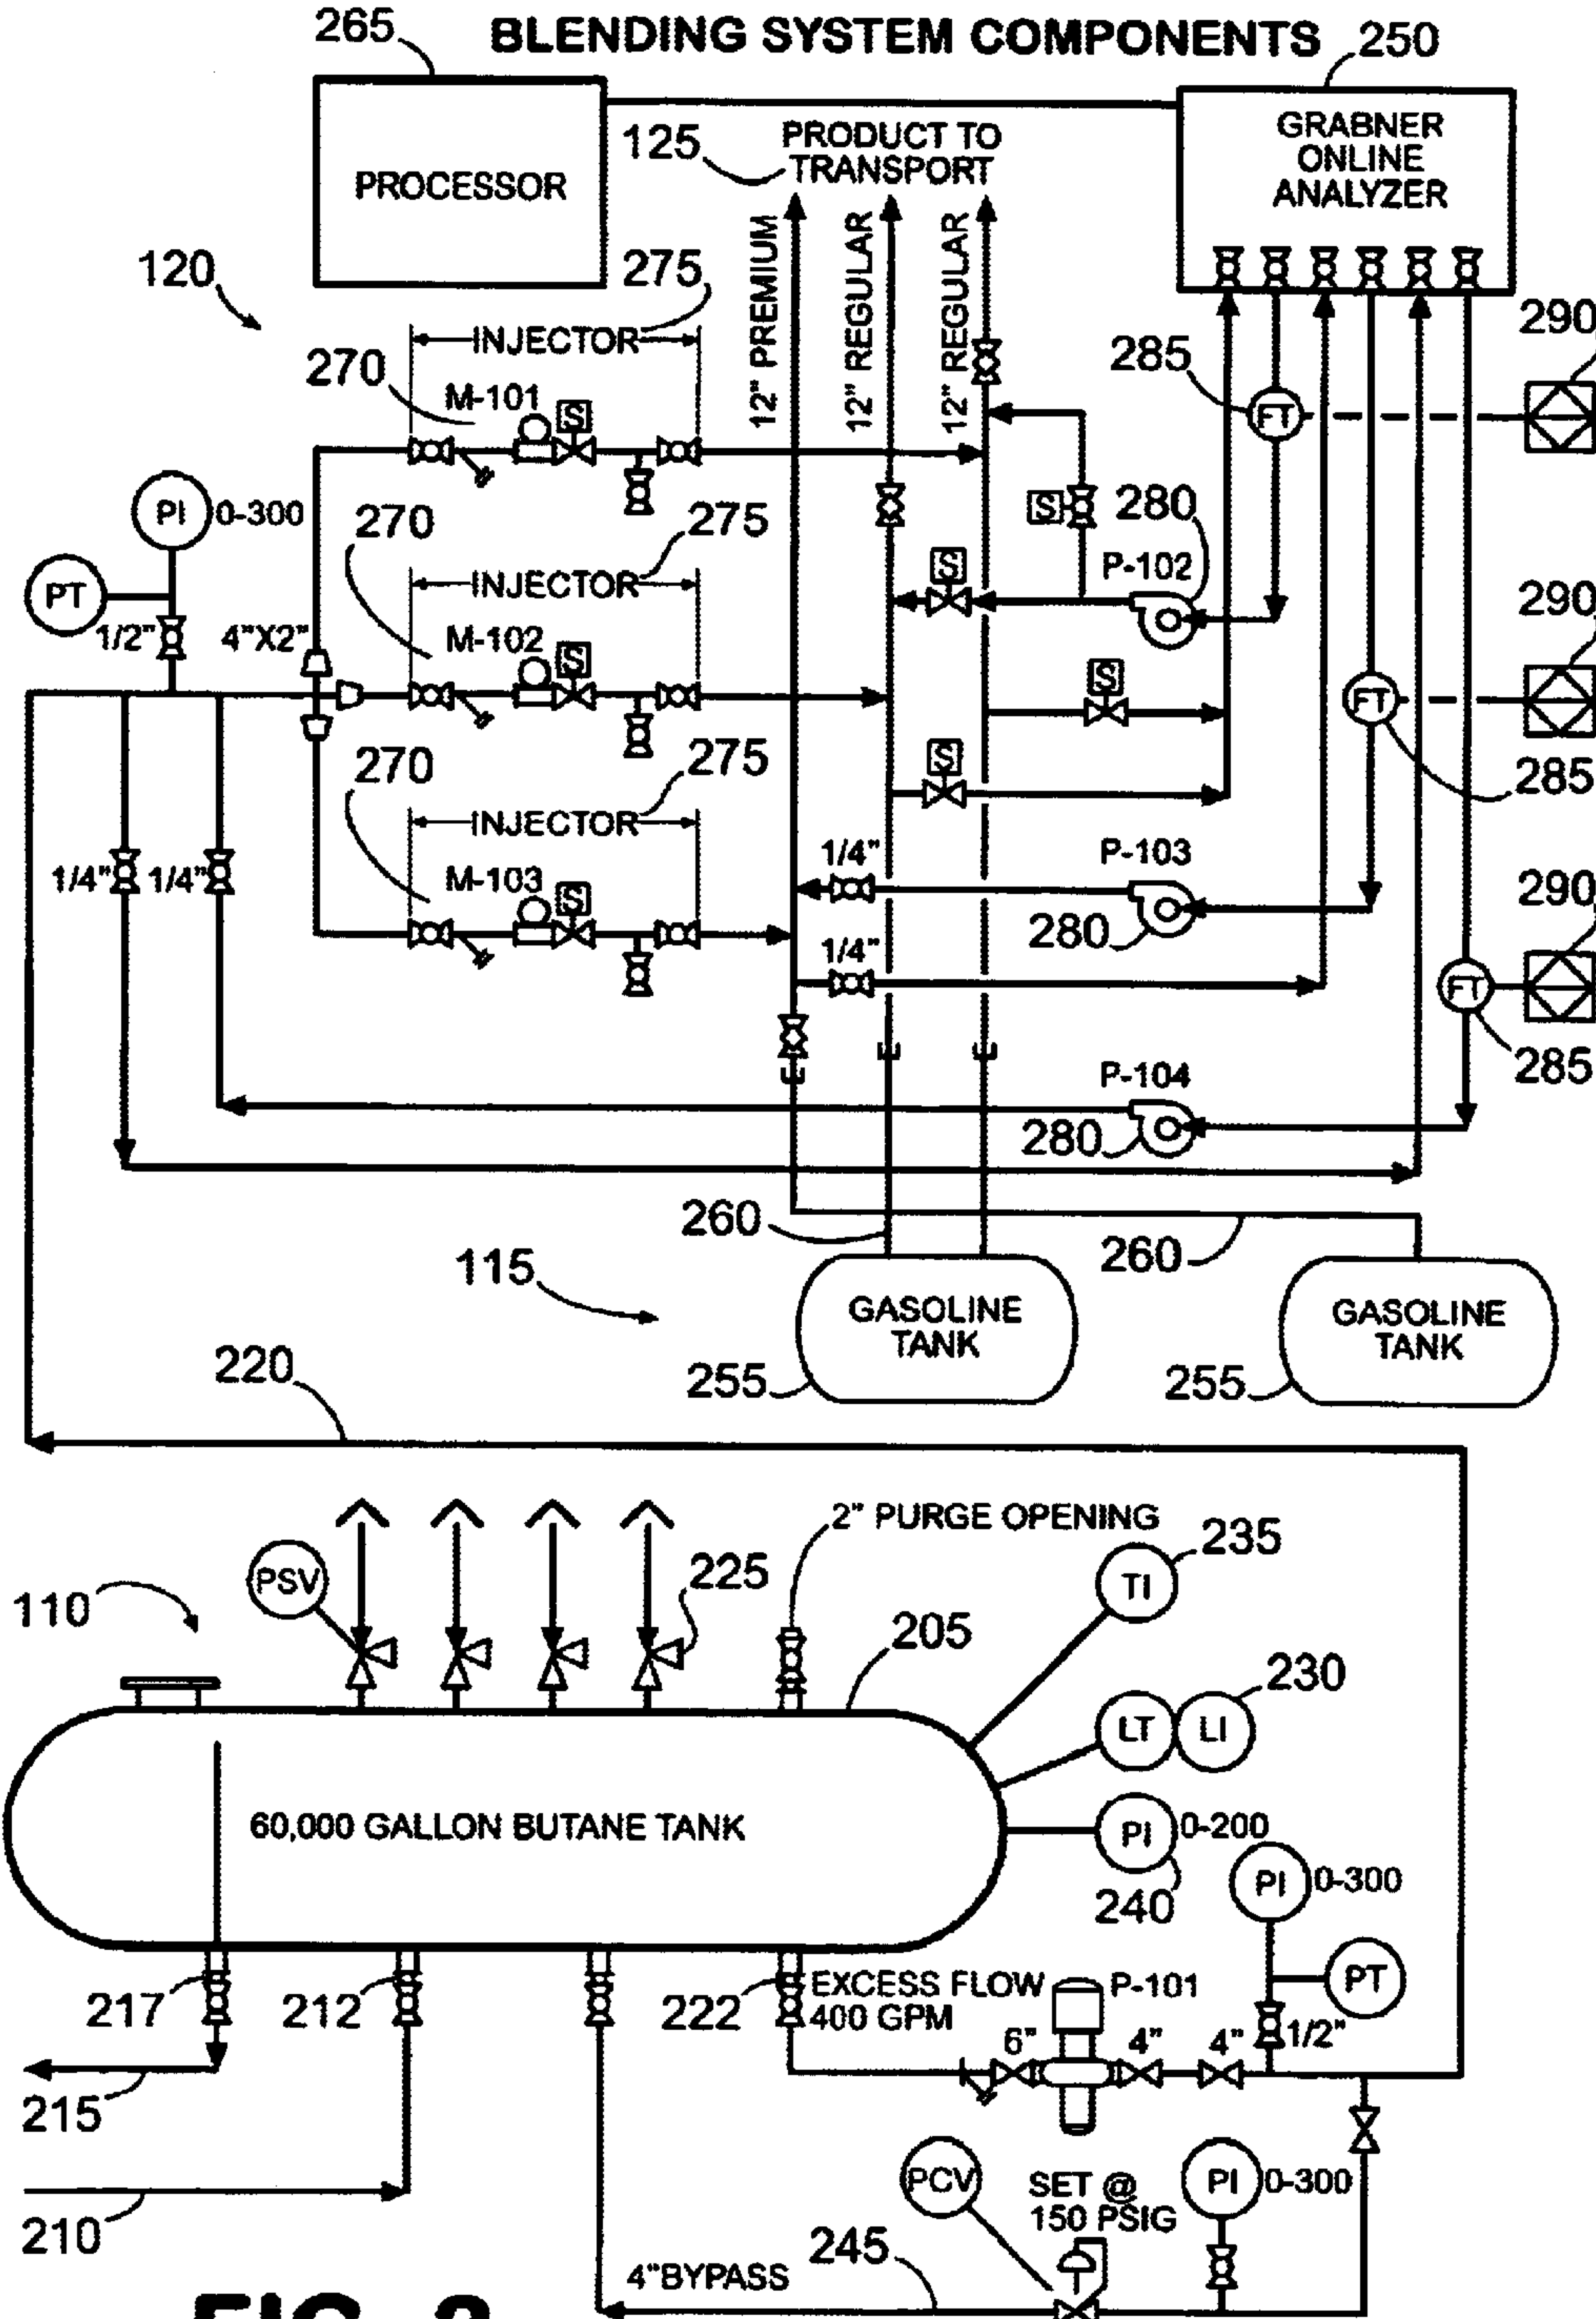 BLENDING SYSTEM COMPONENTS
265
250
PROCESSOR
125
PRODUCT TO
TRANSPORT
GRABNER
ONLINE
ANALYZER
120
275
INJECTOR
270
M-101
S
12" PREMIUM
12" REGULAR
12" REGULAR
285
FT
290
PI
0-300
PT
1/2"
4"X2"
270
275
INJECTOR
M-102
S
S
280
P-102
S
290
S
FT
285
270
275
INJECTOR
M-103
S
S
1/4"
1/4"
1/4"
P-103
280
290
1/4"
FT
285
P-104
280
260
260
115
GASOLINE
TANK
255
GASOLINE
TANK
255
220
2" PURGE OPENING
235
TI
PSV
225
110
205
230
LT
LI
60,000 GALLON BUTANE TANK
PI
0-200
240
PI
0-300
217
212
222
EXCESS FLOW
400 GPM
P-101
PT
6"
4"
4"
1/2"
215
210
PCV
SET @
150 PSIG
PI
0-300
245
4"BYPASS